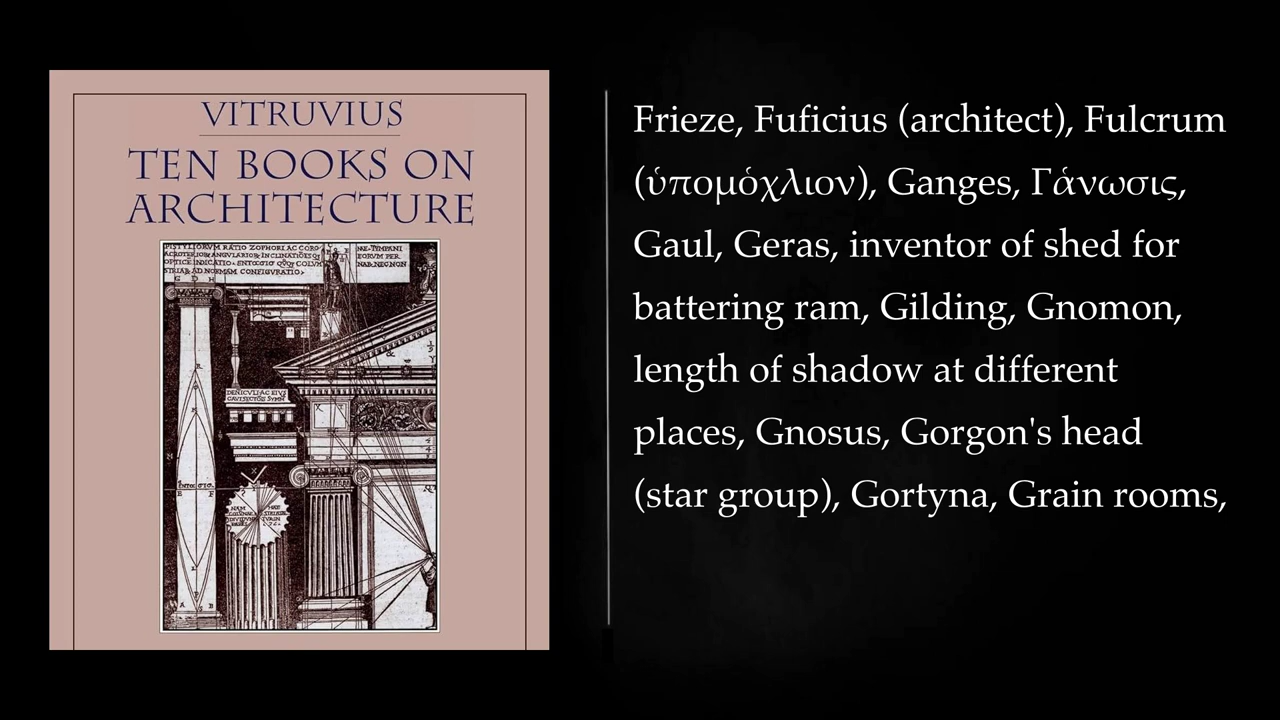 VITRUVIUS
TEN BOOKS ON
ARCHITECTURE
Frieze, Fuficius (architect), Fulcrum
(ὑπομόχλιον), Ganges, Γάνωσις,
Gaul, Geras, inventor of shed for
battering ram, Gilding, Gnomon,
length of shadow at different
places, Gnosus, Gorgon's head
(star group), Gortyna, Grain rooms,